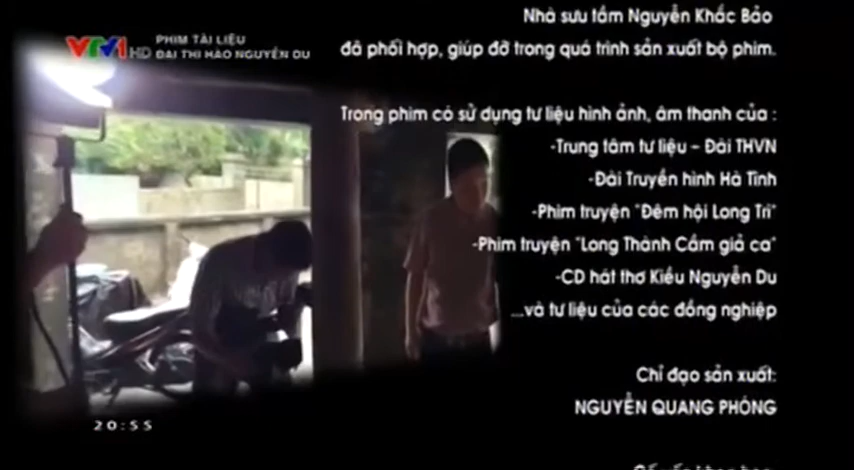 VTV1 HD
PHIM TÀI LIỆU
ĐẠI THI HÀO NGUYỄN DU
Nhà sưu tầm Nguyễn Khắc Bảo
đã phối hợp, giúp đỡ trong quá trình sản xuất bộ phim.
Trong phim có sử dụng tư liệu hình ảnh, âm thanh của :
-Trung tâm tư liệu – Đài THVN
-Đài Truyền hình Hà Tĩnh
-Phim truyện "Đêm hội Long Trì"
-Phim truyện "Long Thành Cầm giả ca"
-CD hát thơ Kiều Nguyễn Du
...và tư liệu của các đồng nghiệp
Chỉ đạo sản xuất:
NGUYỄN QUANG PHÓNG
20:55